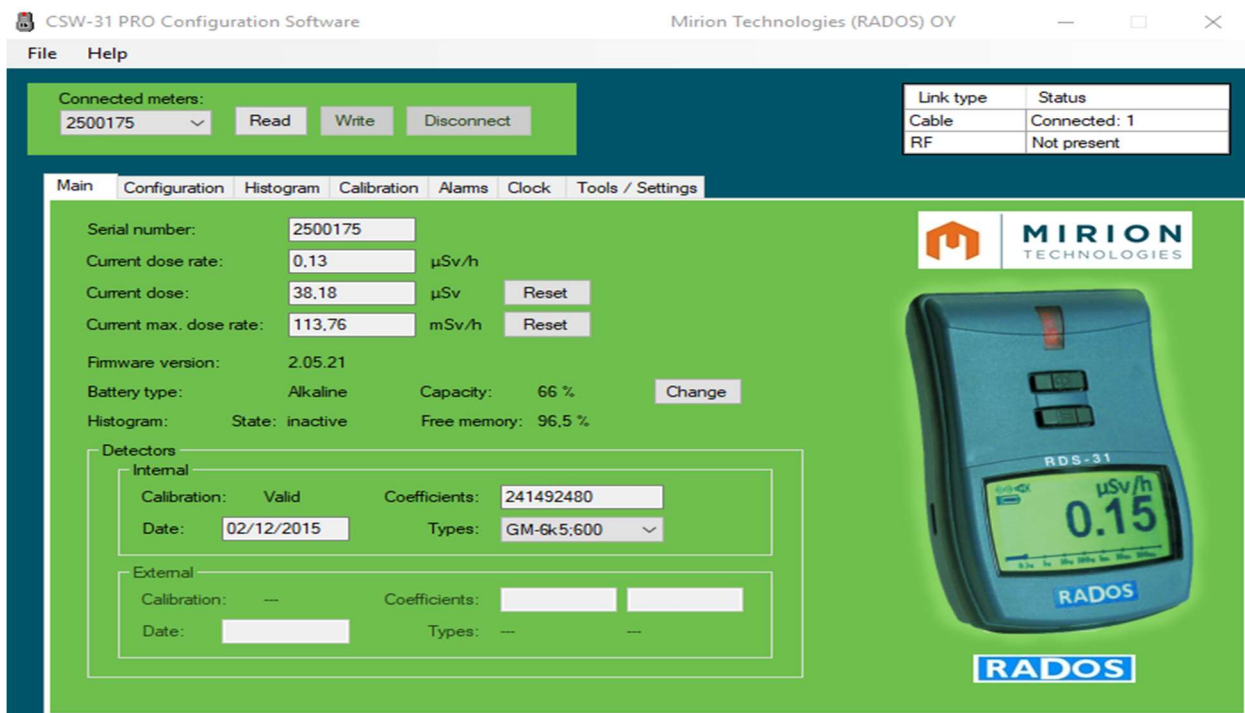 CSW-31 PRO Configuration Software Mirion Technologies (RADOS) OY
File Help
Connected meters:
2500175 Read Write Disconnect
Link type Status
Cable Connected: 1
RF Not present
Main Configuration Histogram Calibration Alarms Clock Tools / Settings
Serial number: 2500175
Current dose rate: 0,13 µSv/h
Current dose: 38,18 µSv Reset
Current max. dose rate: 113,76 mSv/h Reset
Firmware version: 2.05.21
Battery type: Alkaline Capacity: 66 % Change
Histogram: State: inactive Free memory: 96,5 %
Detectors
Internal
Calibration: Valid Coefficients: 241492480
Date: 02/12/2015 Types: GM-6k5;600
External
Calibration: --- Coefficients:
Date: Types: --- ---
MIRION
TECHNOLOGIES
RDS-31
µSv/h
0.15
RADOS
RADOS